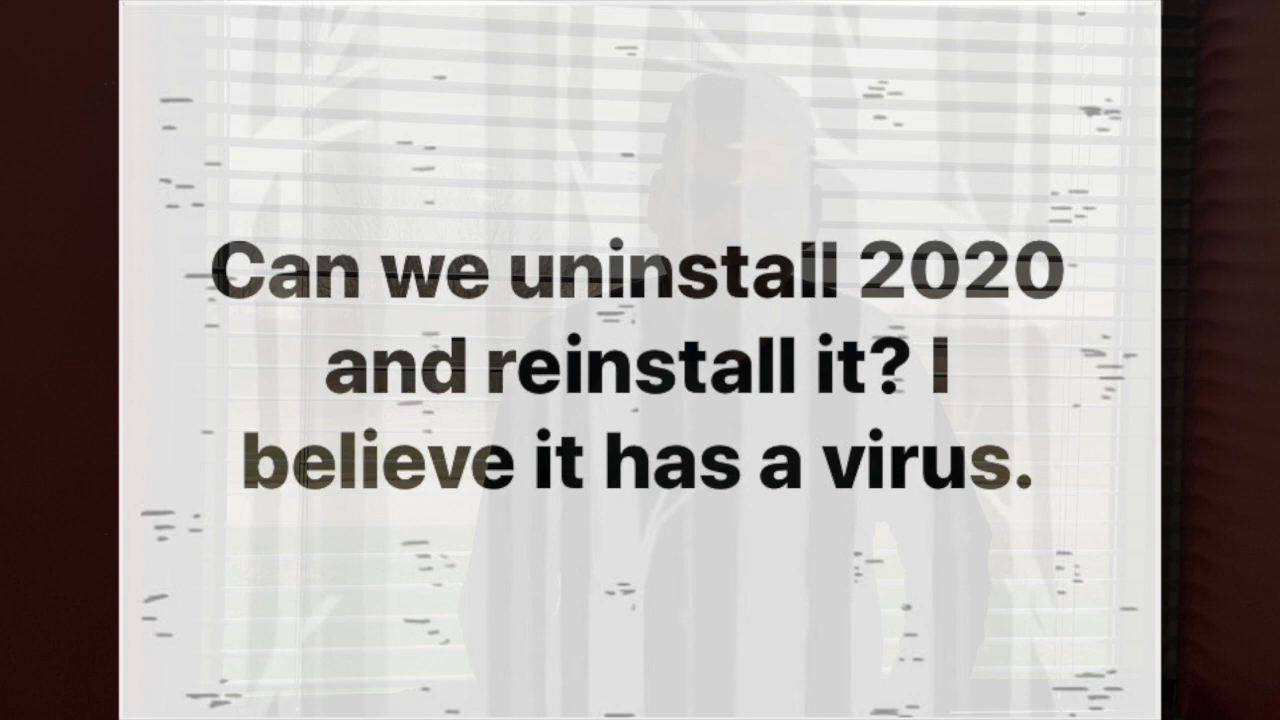 Can we uninstall 2020
and reinstall it? I
believe it has a virus.